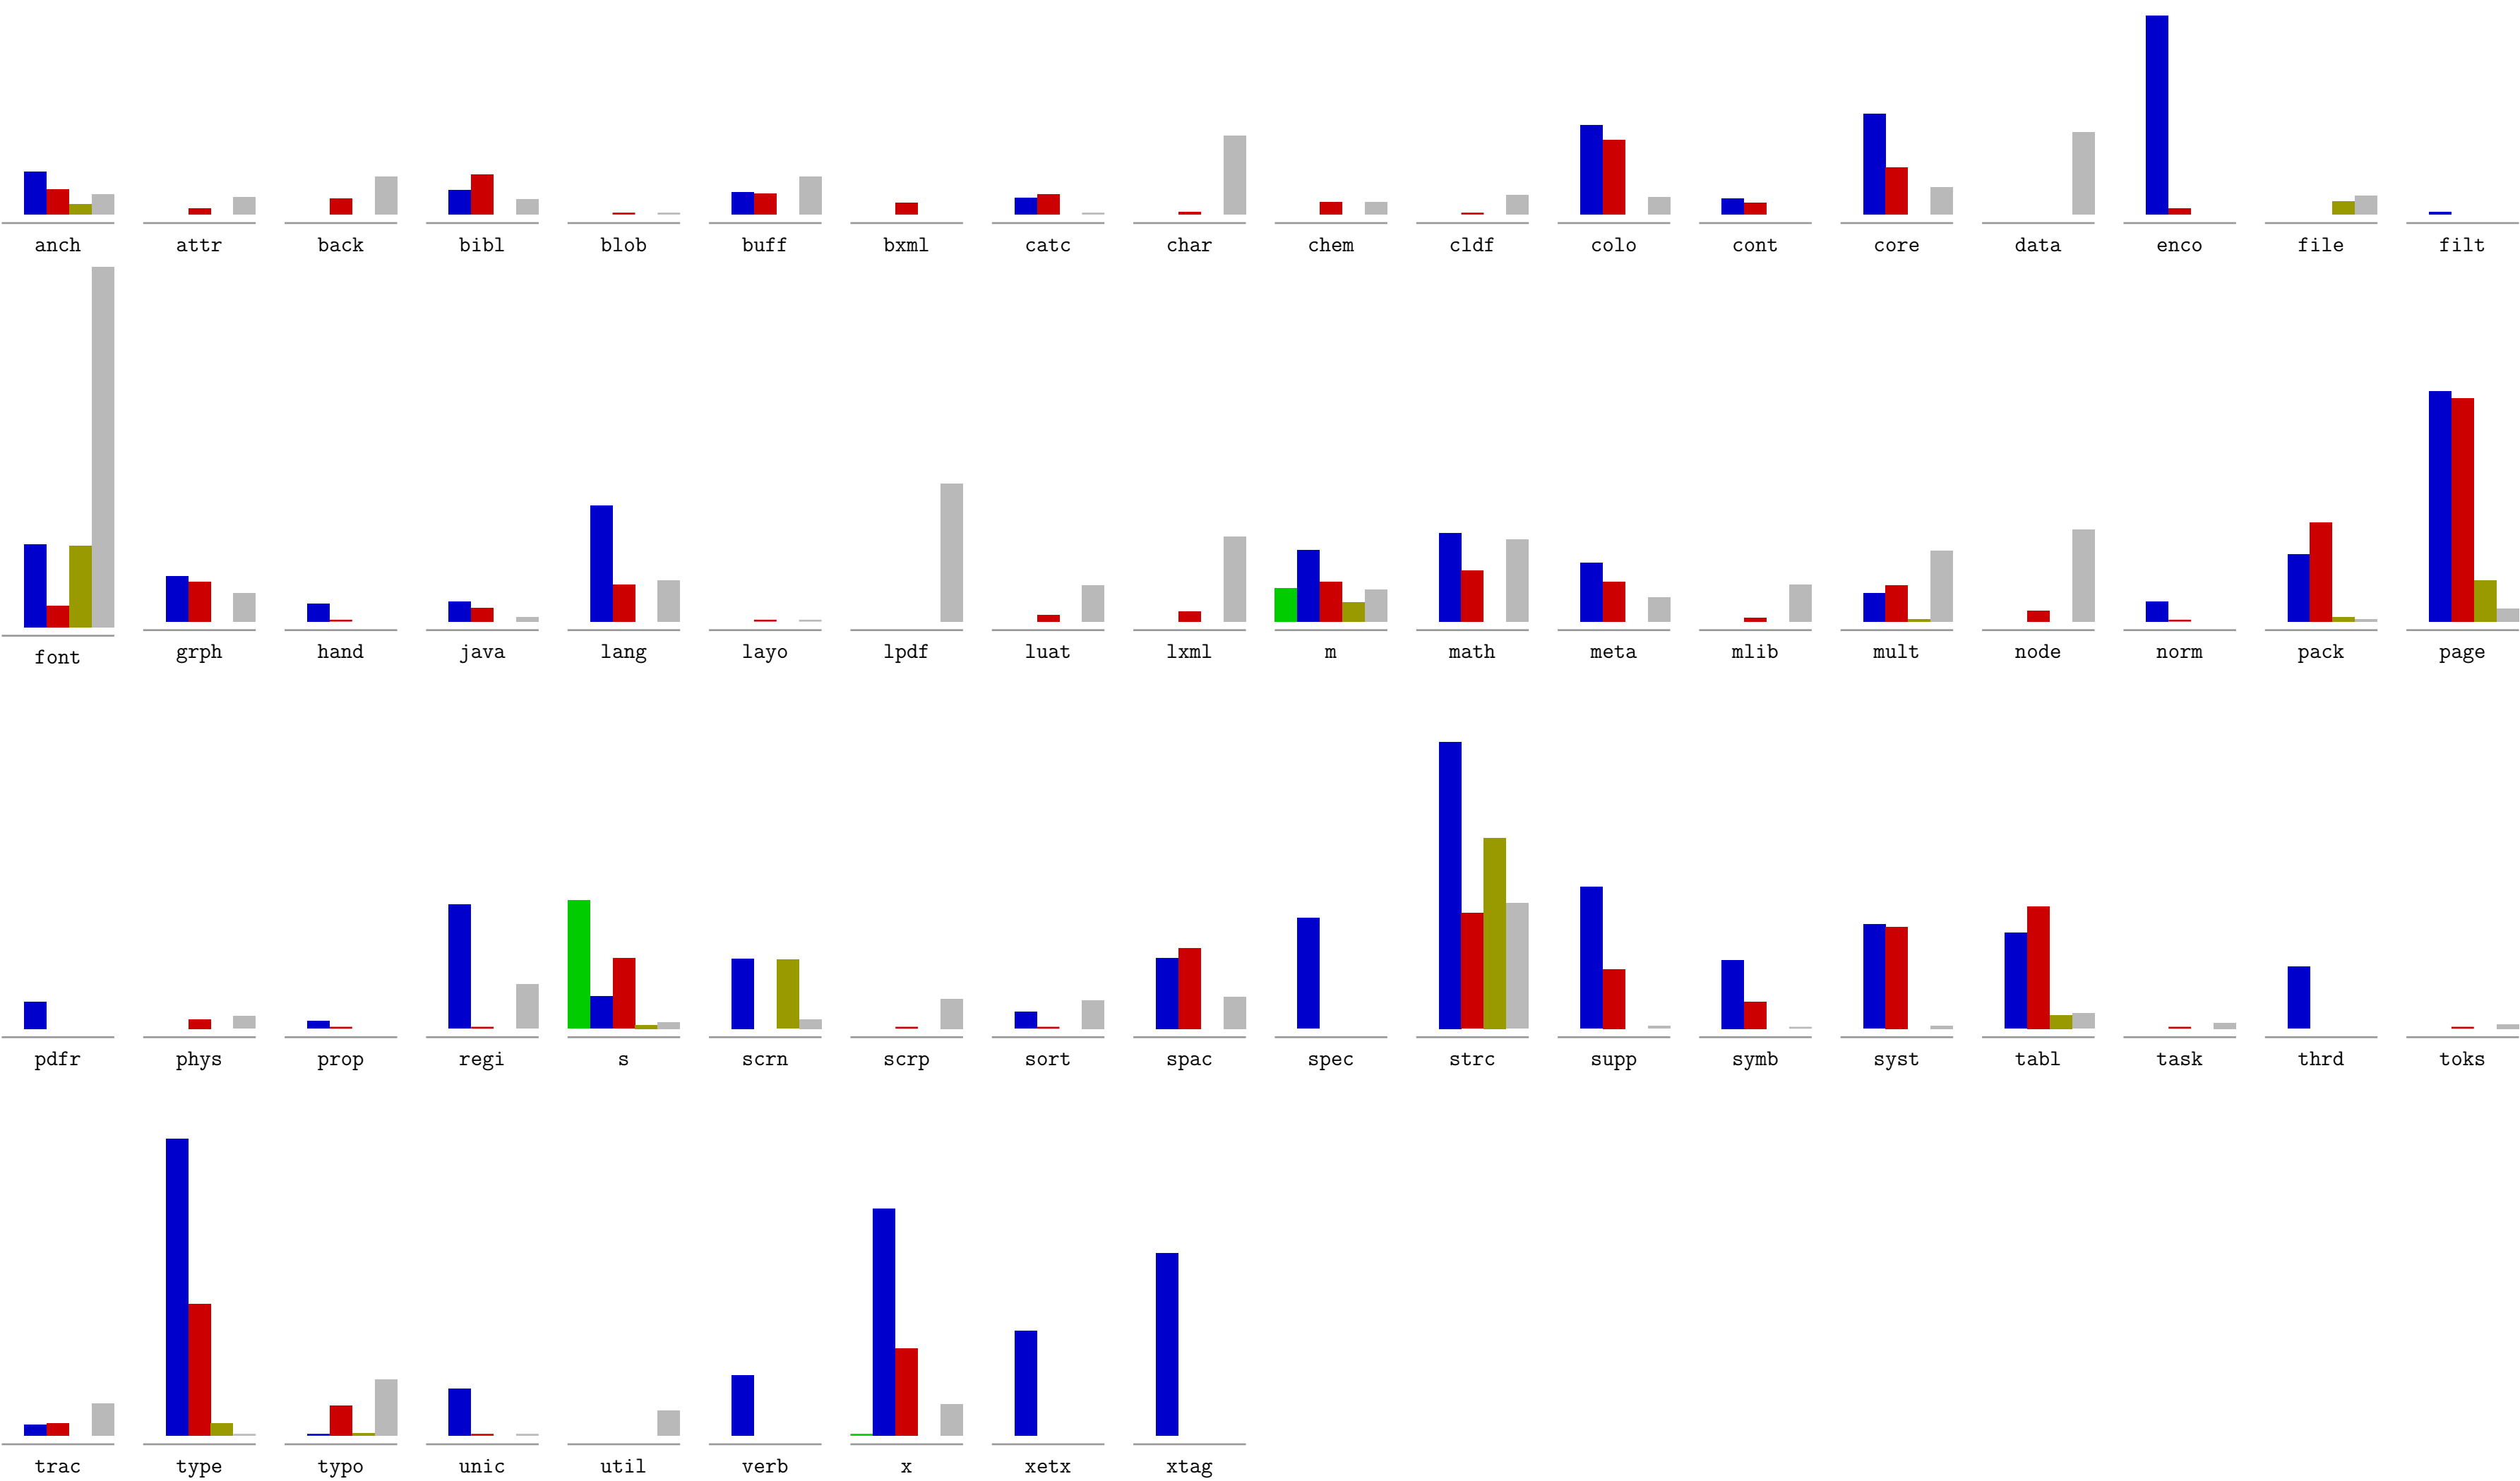 anch attr back bibl blob buff bxml catc char chem cldf colo cont core data enco file filt
font grph hand java lang layo lpdf luat lxml m math meta mlib mult node norm pack page
pdfr phys prop regi s scrn scrp sort spac spec strc supp symb syst tabl task thrd toks
trac type typo unic util verb x xetx xtag